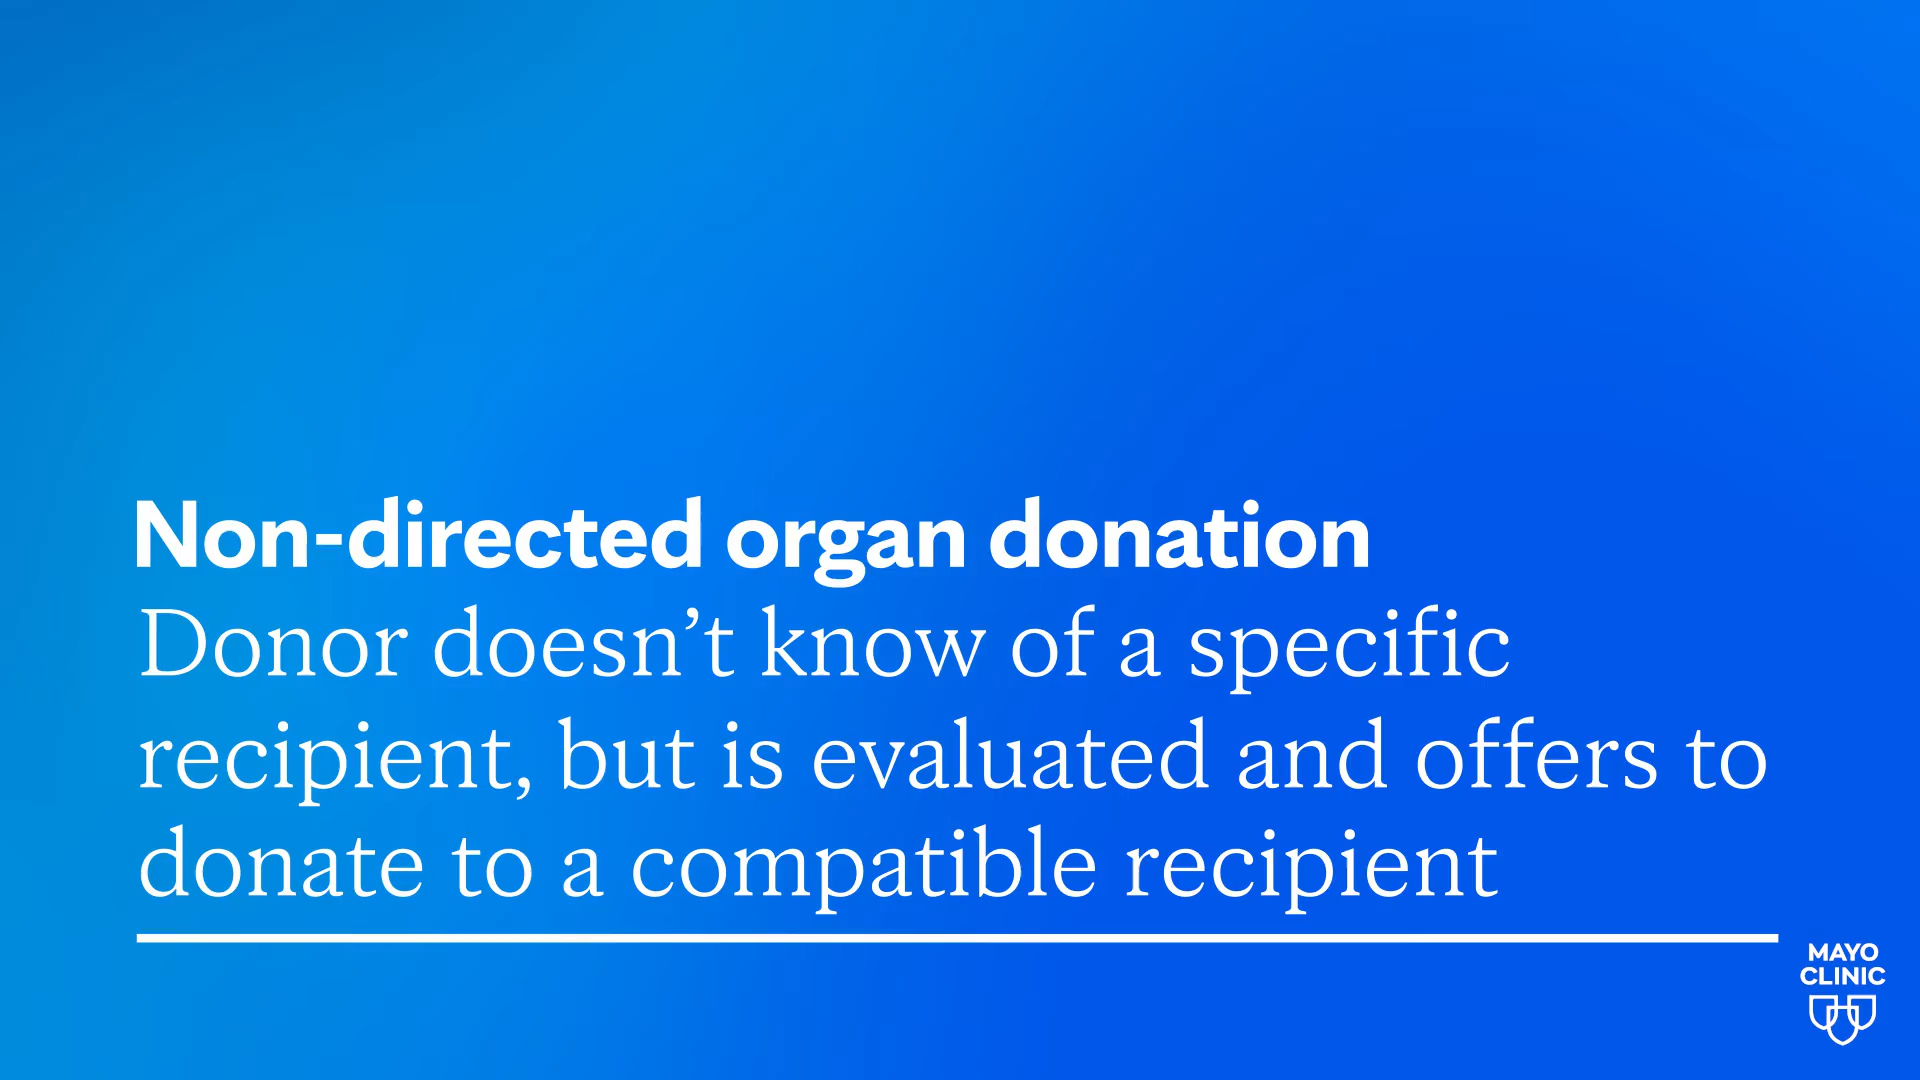 Non-directed organ donation
Donor doesn’t know of a specific
recipient, but is evaluated and offers to
donate to a compatible recipient
MAYO
CLINIC